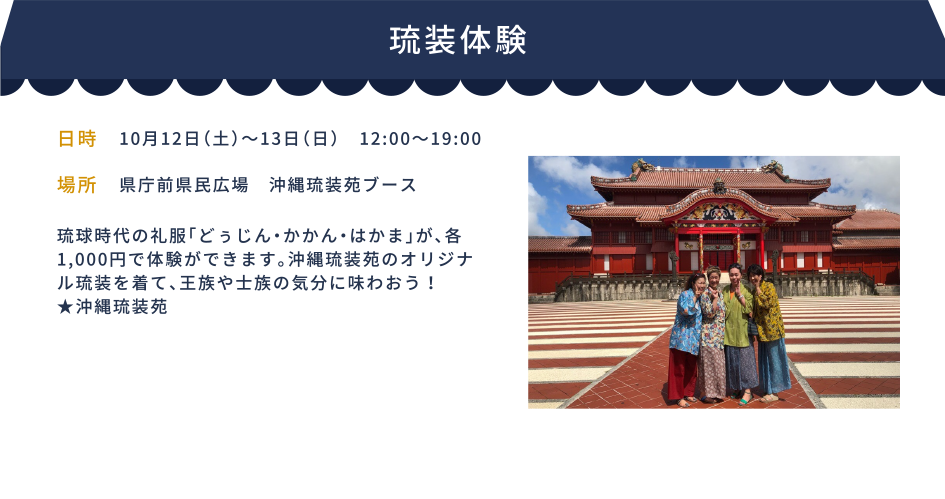 琉装体験
日時　10月12日（土）～13日（日）　12:00～19:00
場所　県庁前県民広場　沖縄琉装苑ブース
琉球時代の礼服「どぅじん・かかん・はかま」が、各
1,000円で体験ができます。沖縄琉装苑のオリジナ
ル琉装を着て、王族や士族の気分に味わおう！
★沖縄琉装苑